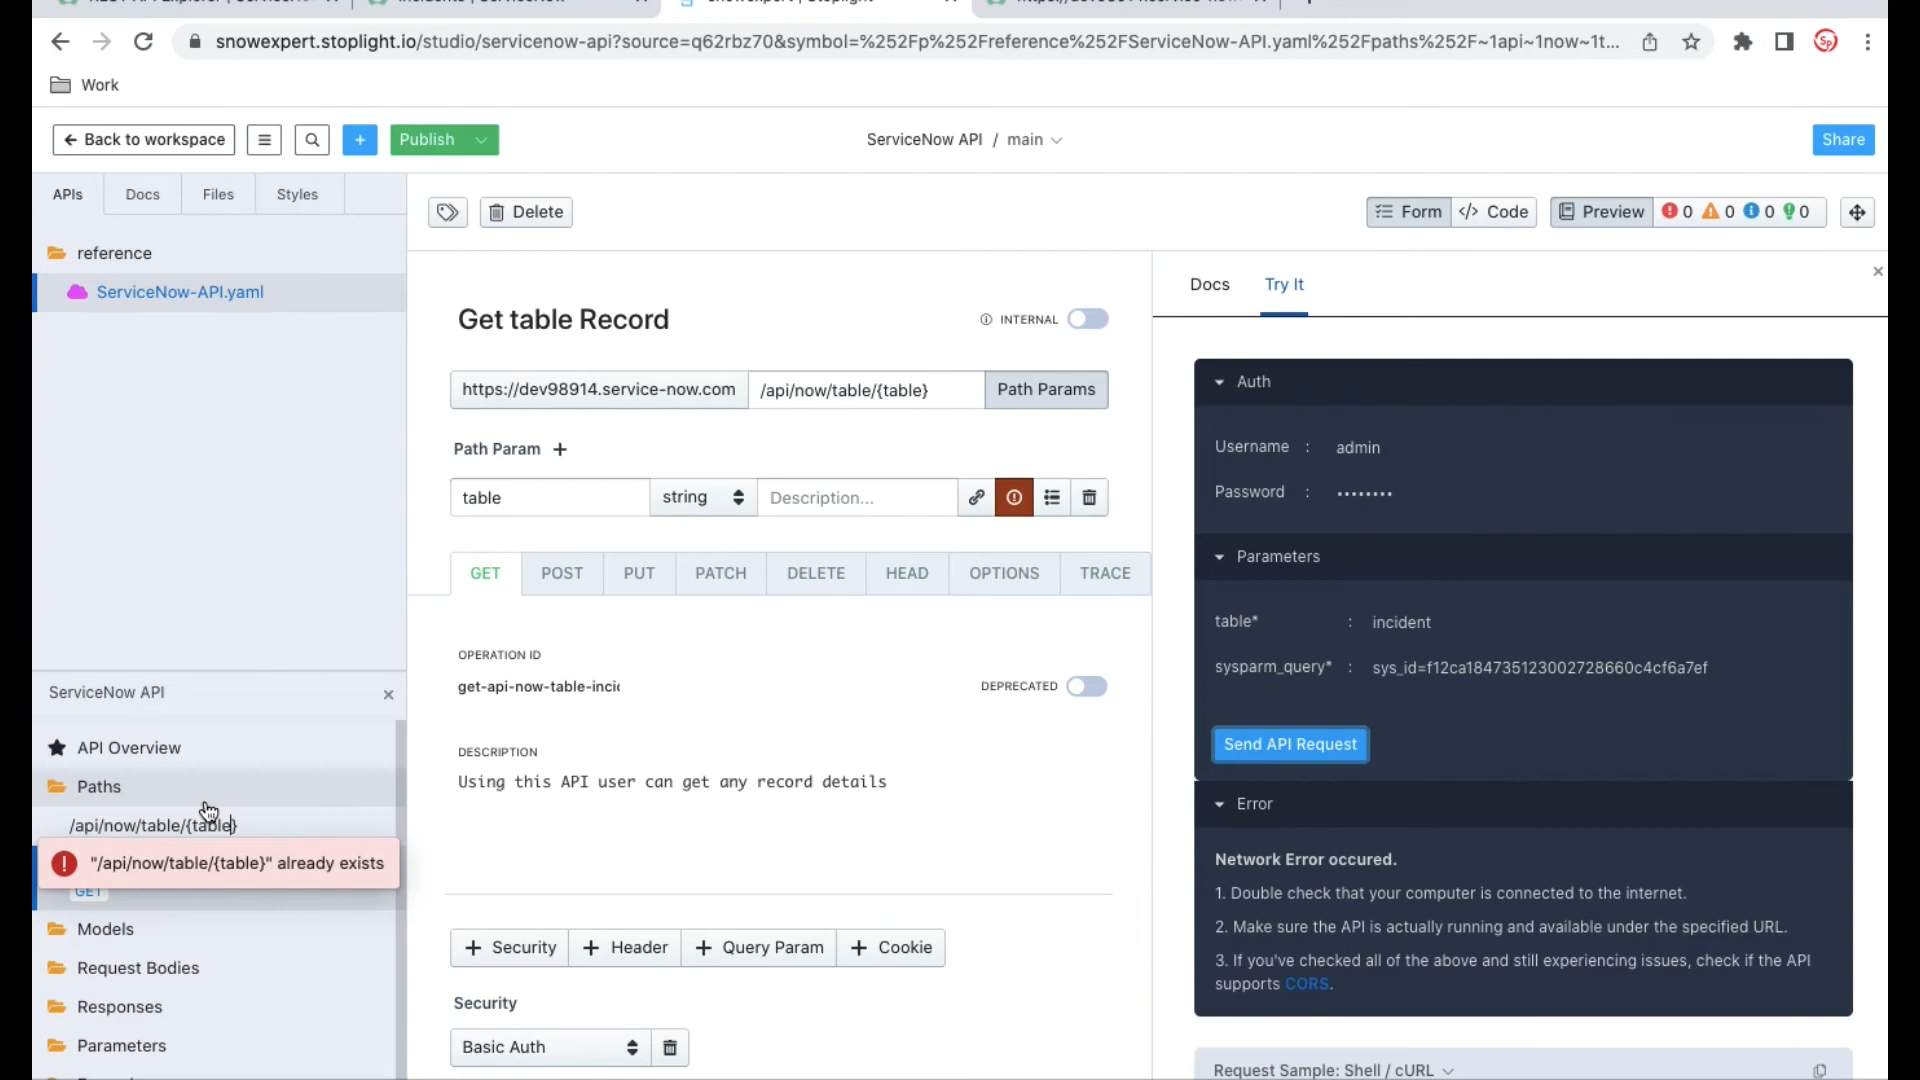 snowexpert.stoplight.io/studio/servicenow-api?source=q62rbz70&symbol=%252Fp%252Freference%252FServiceNow-API.yaml%252Fpaths%252F~1api~1now~1t...
Work
Back to workspace
Publish
ServiceNow API / main
Share
APIs
Docs
Files
Styles
Delete
Form
</> Code
Preview
0
0
0
0
reference
ServiceNow-API.yaml
Docs
Try It
Get table Record
INTERNAL
https://dev98914.service-now.com
/api/now/table/{table}
Path Params
Path Param
table
string
Description...
GET
POST
PUT
PATCH
DELETE
HEAD
OPTIONS
TRACE
OPERATION ID
get-api-now-table-inci
DEPRECATED
DESCRIPTION
Using this API user can get any record details
Security
Header
Query Param
Cookie
Security
Basic Auth
Auth
Username : admin
Password : ••••••••
Parameters
table* : incident
sysparm_query* : sys_id=f12ca184735123002728660c4cf6a7ef
Send API Request
Error
Network Error occured.
1. Double check that your computer is connected to the internet.
2. Make sure the API is actually running and available under the specified URL.
3. If you've checked all of the above and still experiencing issues, check if the API
supports CORS.
Request Sample: Shell / cURL
ServiceNow API
API Overview
Paths
/api/now/table/{table}
"/api/now/table/{table}" already exists
GET
Models
Request Bodies
Responses
Parameters